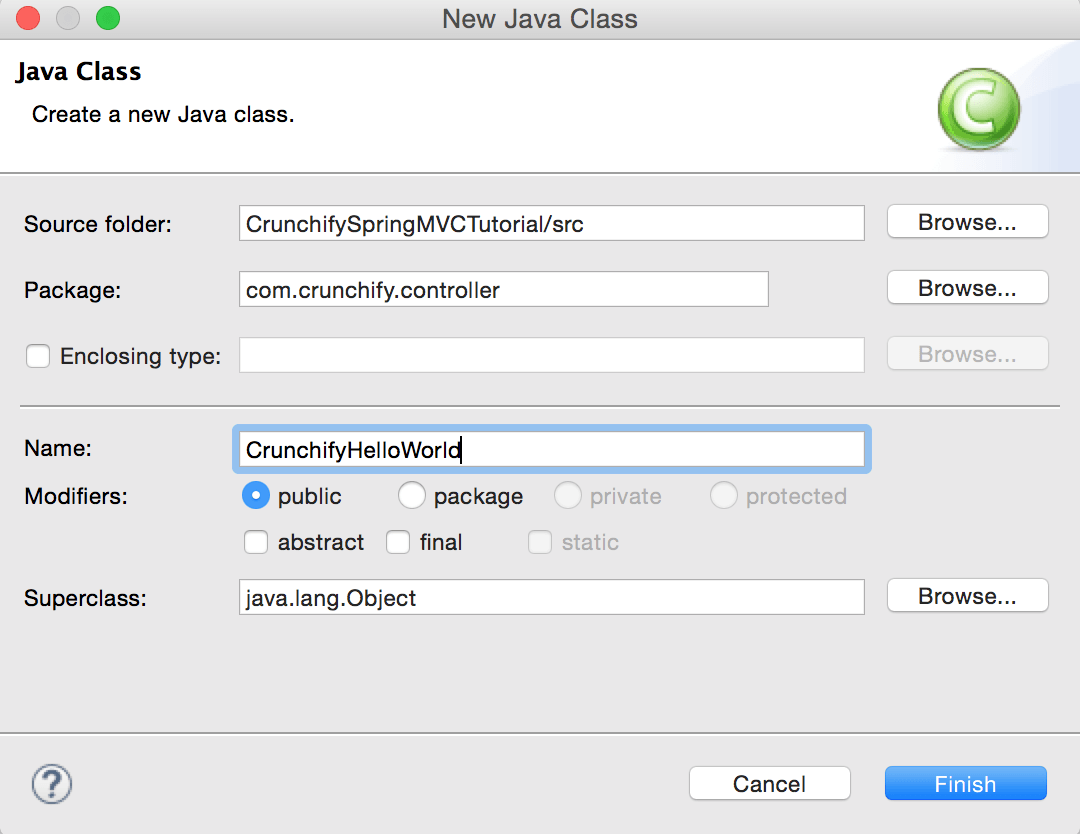 New Java Class
Java Class
Create a new Java class.
C
Source folder: CrunchifySpringMVCTutorial/src Browse...
Package: com.crunchify.controller Browse...
Enclosing type: Browse...
Name: CrunchifyHelloWorld
Modifiers: public package private protected
abstract final static
Superclass: java.lang.Object Browse...
? Cancel Finish